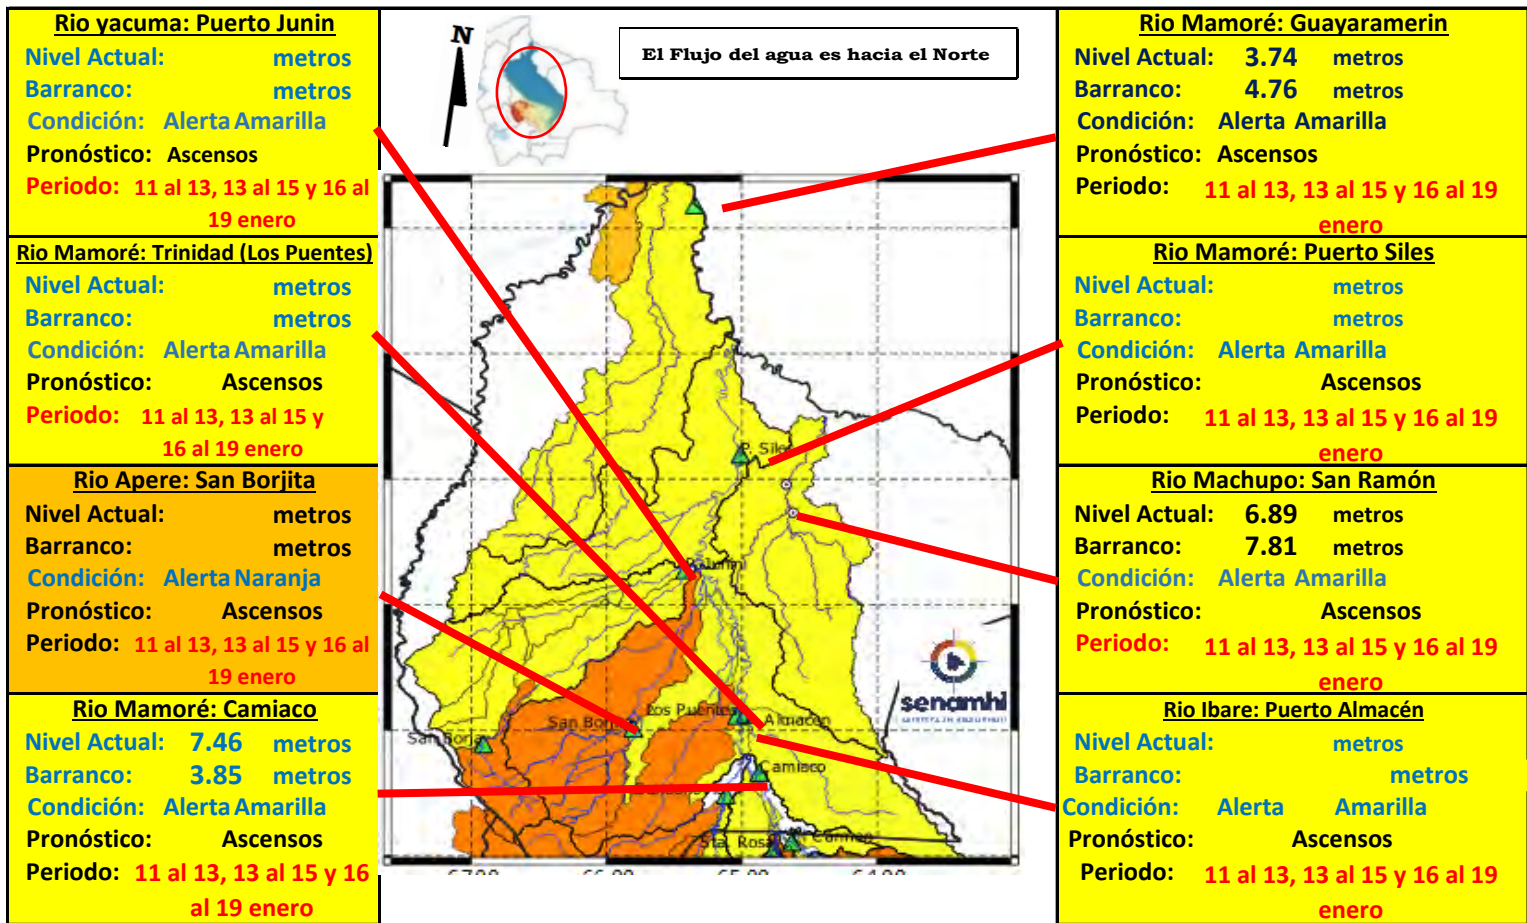 Rio yacuma: Puerto Junin
Nivel Actual: metros
Barranco: metros
Condición: Alerta Amarilla
Pronóstico: Ascensos
Periodo: 11 al 13, 13 al 15 y 16 al
19 enero
Rio Mamoré: Trinidad (Los Puentes)
Nivel Actual: metros
Barranco: metros
Condición: Alerta Amarilla
Pronóstico: Ascensos
Periodo: 11 al 13, 13 al 15 y
16 al 19 enero
Rio Apere: San Borjita
Nivel Actual: metros
Barranco: metros
Condición: Alerta Naranja
Pronóstico: Ascensos
Periodo: 11 al 13, 13 al 15 y 16 al
19 enero
Rio Mamoré: Camiaco
Nivel Actual: 7.46 metros
Barranco: 3.85 metros
Condición: Alerta Amarilla
Pronóstico: Ascensos
Periodo: 11 al 13, 13 al 15 y 16
al 19 enero
N
El Flujo del agua es hacia el Norte
P. Siles
P. Junin
Los Puentes
Almacén
San Borja
Camiaco
Sta. Rosa
Carmen
senamhi
Rio Mamoré: Guayaramerin
Nivel Actual: 3.74 metros
Barranco: 4.76 metros
Condición: Alerta Amarilla
Pronóstico: Ascensos
Periodo: 11 al 13, 13 al 15 y 16 al 19
enero
Rio Mamoré: Puerto Siles
Nivel Actual: metros
Barranco: metros
Condición: Alerta Amarilla
Pronóstico: Ascensos
Periodo: 11 al 13, 13 al 15 y 16 al 19
enero
Rio Machupo: San Ramón
Nivel Actual: 6.89 metros
Barranco: 7.81 metros
Condición: Alerta Amarilla
Pronóstico: Ascensos
Periodo: 11 al 13, 13 al 15 y 16 al 19
enero
Rio Ibare: Puerto Almacén
Nivel Actual: metros
Barranco: metros
Condición: Alerta Amarilla
Pronóstico: Ascensos
Periodo: 11 al 13, 13 al 15 y 16 al 19
enero